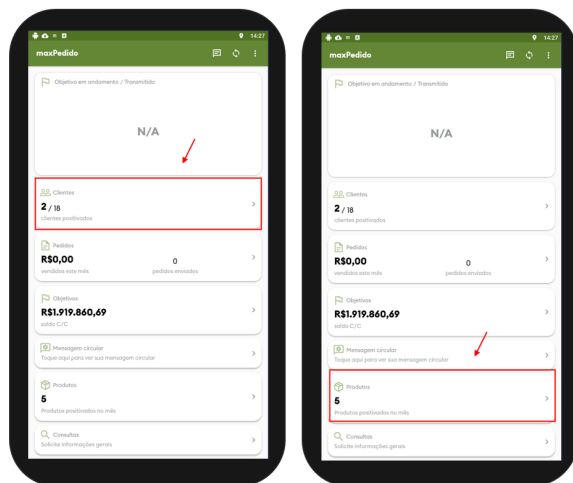 14:27
maxPedido
Objetivo em andamento / Transmitido
N/A
Clientes
2 / 18
clientes positivados
Pedidos
R$0,00
0
vendidos este mês
pedidos enviados
Objetivos
R$1.919.860,69
saldo C/C
Mensagem circular
Toque aqui para ver sua mensagem circular
Produtos
5
Produtos positivados no mês
Consultas
Solicite informações gerais
14:27
maxPedido
Objetivo em andamento / Transmitido
N/A
Clientes
2 / 18
clientes positivados
Pedidos
R$0,00
0
vendidos este mês
pedidos enviados
Objetivos
R$1.919.860,69
saldo C/C
Mensagem circular
Toque aqui para ver sua mensagem circular
Produtos
5
Produtos positivados no mês
Consultas
Solicite informações gerais